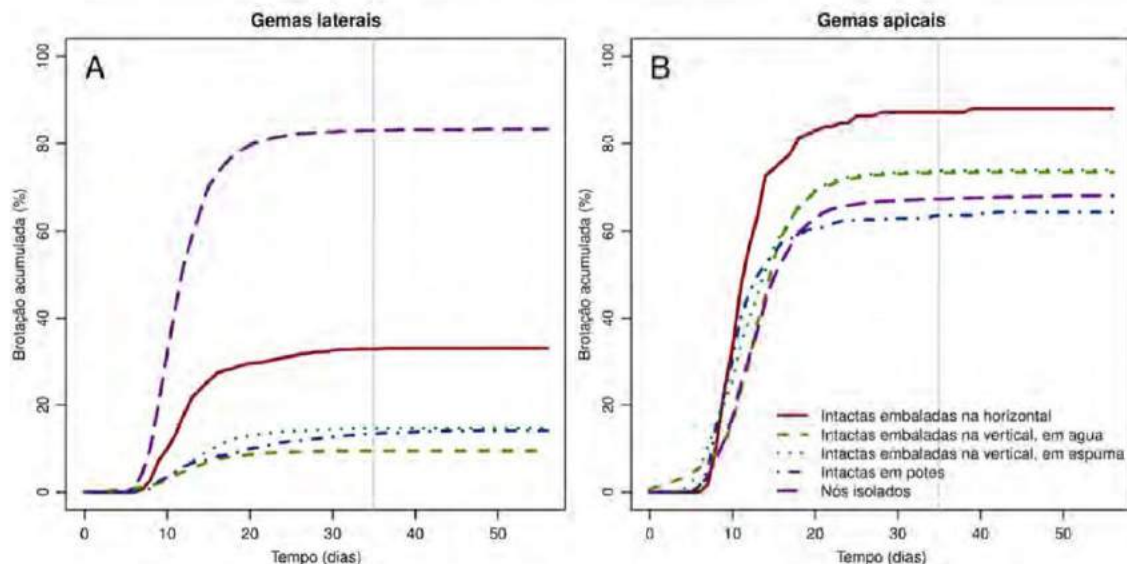 Gemas laterais
A
Brotação acumulada (%)
0
20
40
60
80
100
0
10
20
30
40
50
Tempo (dias)
Gemas apicais
B
Brotação acumulada (%)
0
20
40
60
80
100
Intactas embaladas na horizontal
Intactas embaladas na vertical, em agua
Intactas embaladas na vertical, em espuma
Intactas em potes
Nós isolados
0
10
20
30
40
50
Tempo (dias)